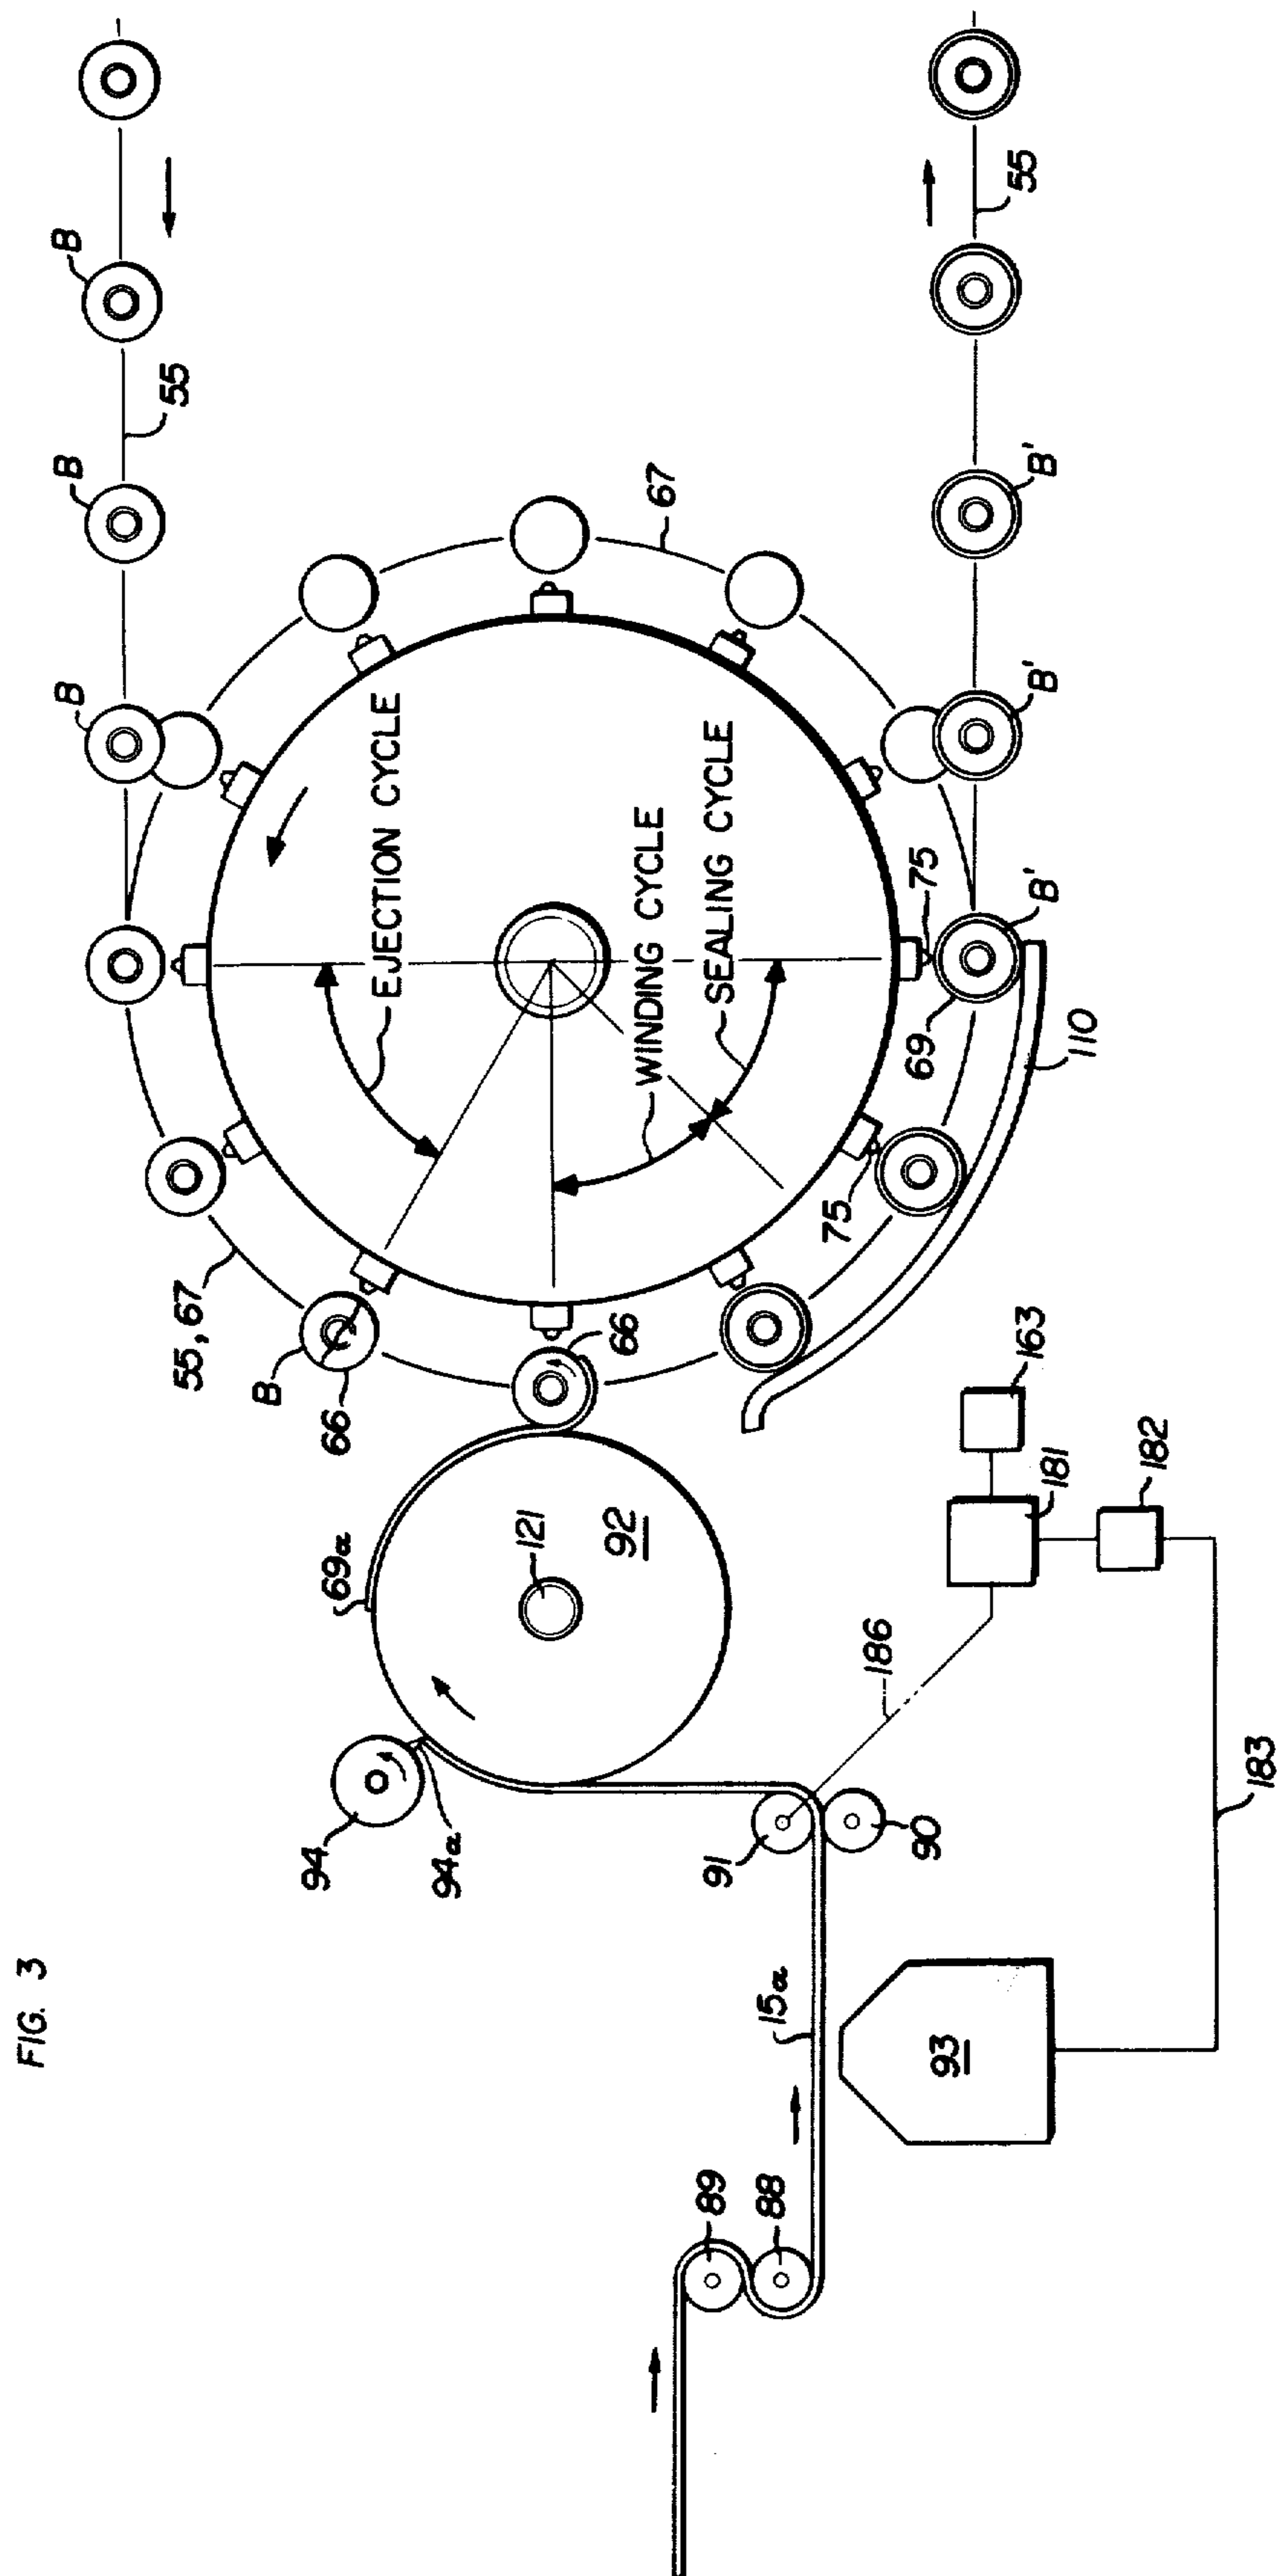 FIG. 3
B
B
B
55
55
67
EJECTION CYCLE
WINDING CYCLE
SEALING CYCLE
75
B'
B'
B'
69
110
75
55, 67
B
66
66
69a
121
92
94
94a
91
90
186
163
181
182
183
15a
93
89
88